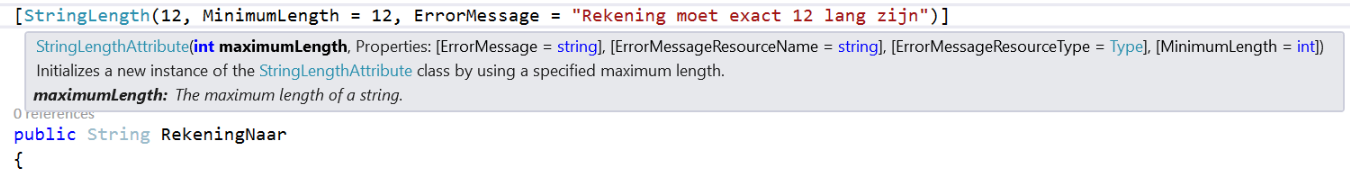 [StringLength(12, MinimumLength = 12, ErrorMessage = "Rekening moet exact 12 lang zijn")]
StringLengthAttribute(int maximumLength, Properties: [ErrorMessage = string], [ErrorMessageResourceName = string], [ErrorMessageResourceType = Type], [MinimumLength = int])
Initializes a new instance of the StringLengthAttribute class by using a specified maximum length.
maximumLength: The maximum length of a string.
0 references
public String RekeningNaar
{